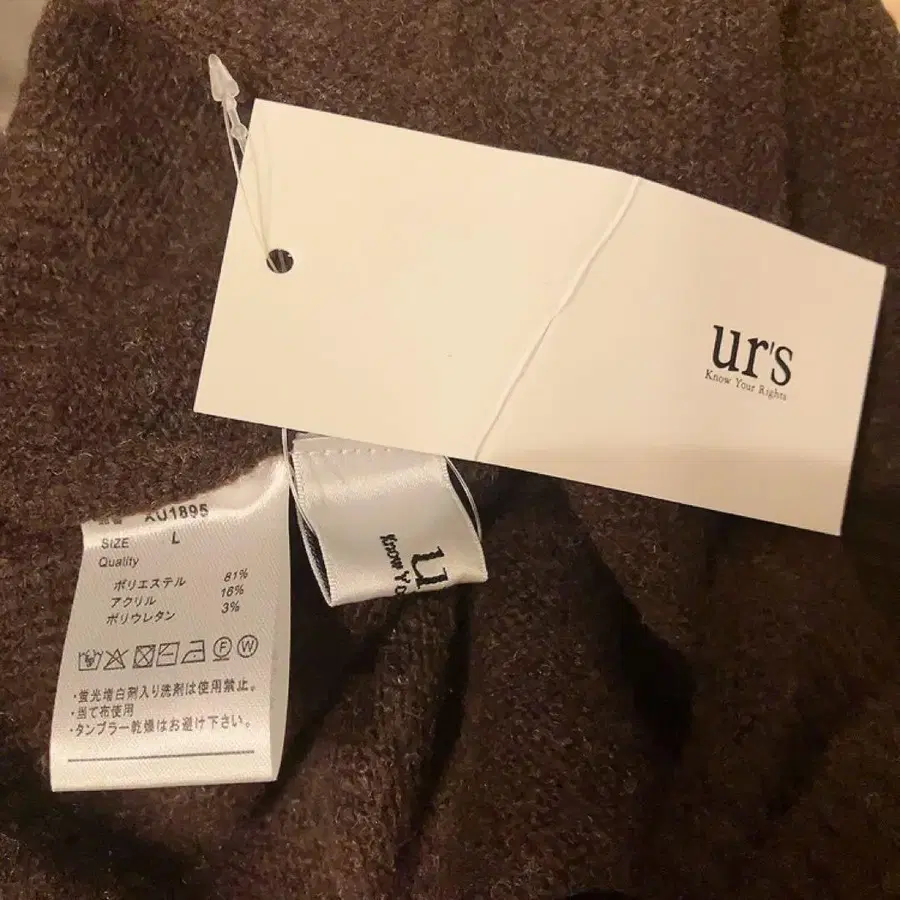 ur's
Know Your Rights
u
Know Y
品番 XU1895
SIZE L
Quality
ポリエステル 81%
アクリル 16%
ポリウレタン 3%
F W
・蛍光増白剤入り洗剤は使用禁止。
・当て布使用
・タンブラー乾燥はお避け下さい。